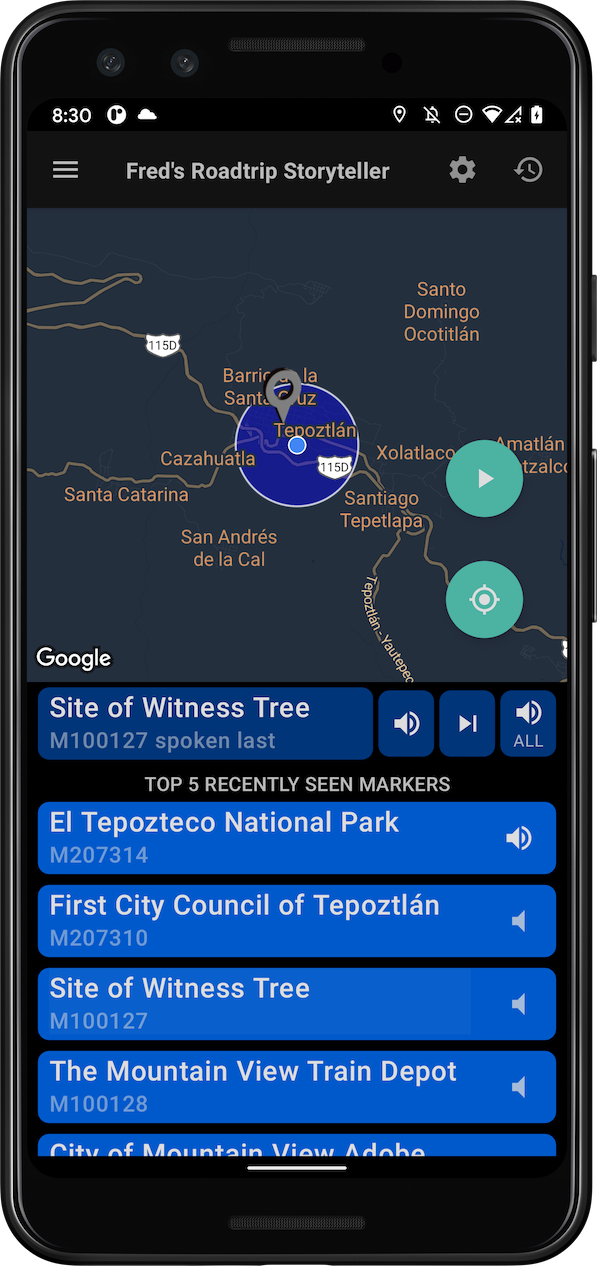 8:30
Fred's Roadtrip Storyteller
Santo
Domingo
Ocotitlán
115D
Barrio de la
Santa Cruz
Tepoztlán
Cazahuatla
115D
Xolatlaco
Amatlán
Santa Catarina
Santiago
Tepetlapa
San Andrés
de la Cal
Tepoztlán-Yautepec
Google
Site of Witness Tree
M100127 spoken last
ALL
TOP 5 RECENTLY SEEN MARKERS
El Tepozteco National Park
M207314
First City Council of Tepoztlán
M207310
Site of Witness Tree
M100127
The Mountain View Train Depot
M100128
City of Mountain View Adobe